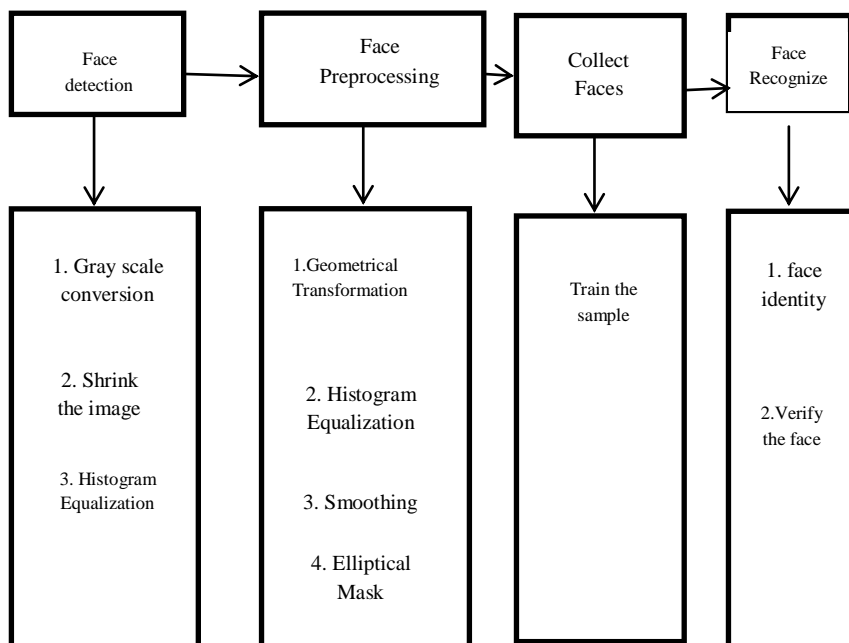 Face
detection
Face
Preprocessing
Collect
Faces
Face
Recognize
1. Gray scale
conversion
2. Shrink
the image
3. Histogram
Equalization
1.Geometrical
Transformation
2. Histogram
Equalization
3. Smoothing
4. Elliptical
Mask
Train the
sample
1. face
identity
2.Verify
the face